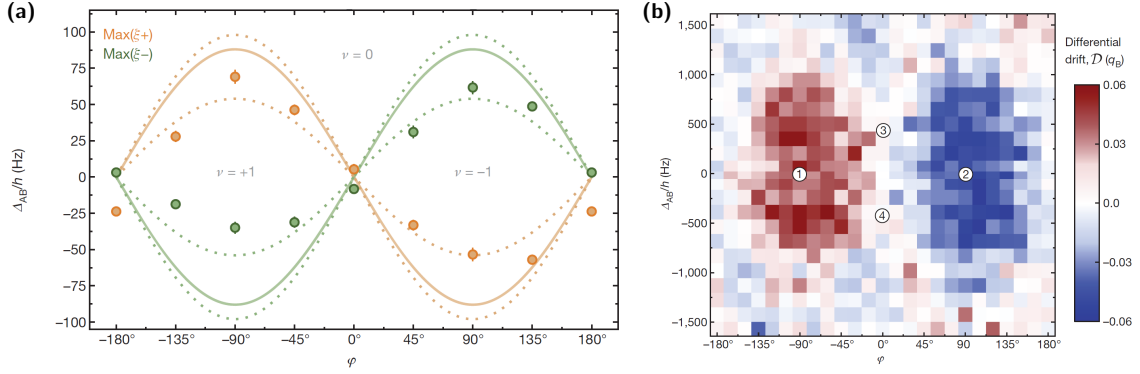 (a)
Max(ξ+)
Max(ξ−)
ν = 0
ν = +1
ν = −1
Δ_AB/h (Hz)
100
75
50
25
0
−25
−50
−75
−100
−180° −135° −90° −45° 0° 45° 90° 135° 180°
φ
(b)
Δ_AB/h (Hz)
1,500
1,000
500
0
−500
−1,000
−1,500
3
1 2
4
−180° −135° −90° −45° 0° 45° 90 135° 180°
φ
Differential
drift, 𝒟 (q_B)
0.06
0.03
0
−0.03
−0.06